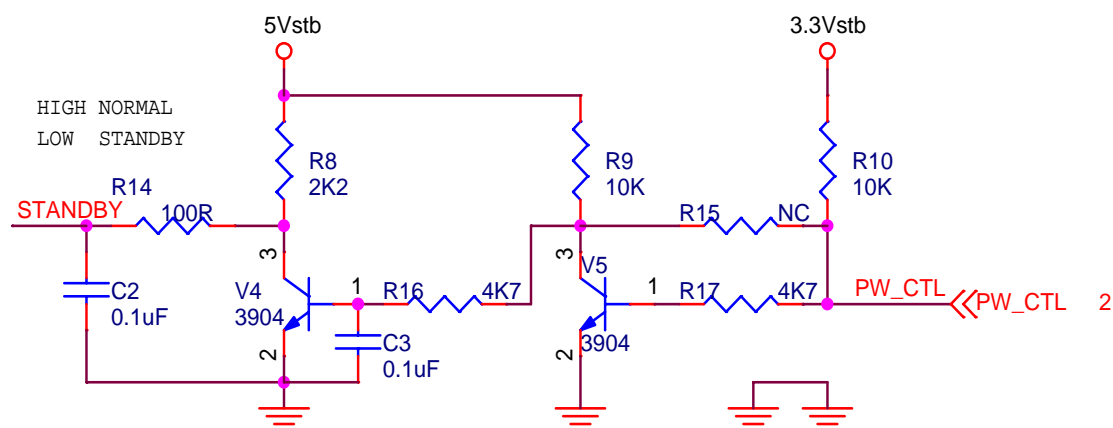 5Vstb
3.3Vstb
HIGH NORMAL
LOW STANDBY
R8
2K2
R9
10K
R10
10K
R14
100R
STANDBY
R15
NC
3
3
V5
C2
0.1uF
V4
3904
1
R16
4K7
1
R17
4K7
PW_CTL
PW_CTL 2
2
C3
0.1uF
2
3904